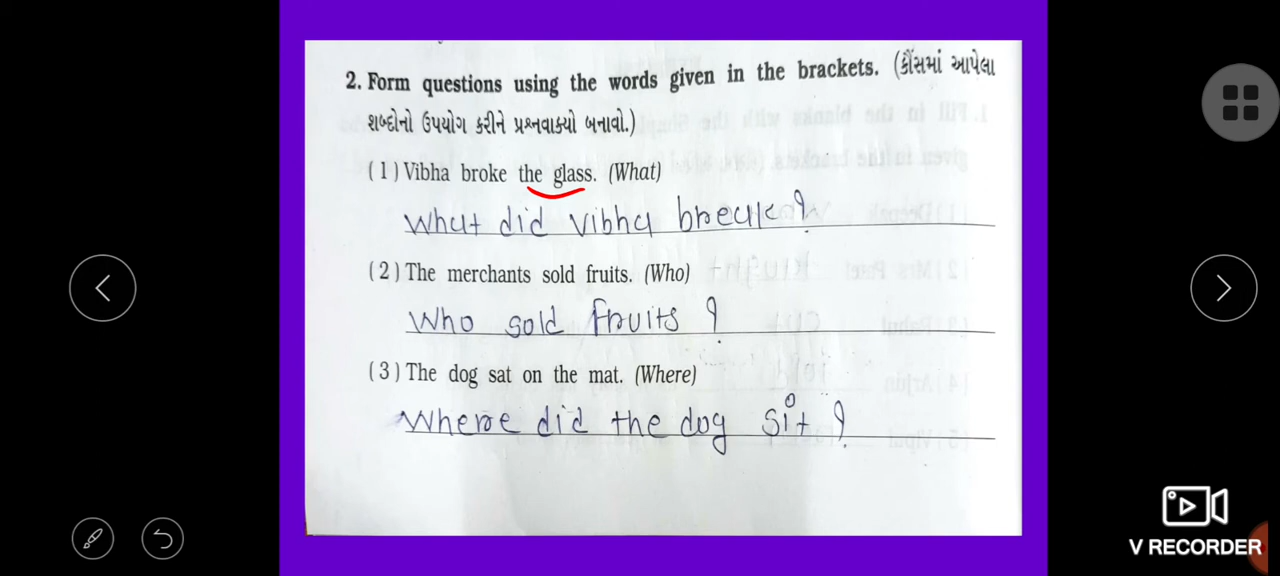 2. Form questions using the words given in the brackets. (કૌંસમાં આપેલા
શબ્દોનો ઉપયોગ કરીને પ્રશ્નવાક્યો બનાવો.)
(1) Vibha broke the glass. (What)
What did vibha break?
(2) The merchants sold fruits. (Who)
Who sold fruits?
(3) The dog sat on the mat. (Where)
Where did the dog sit?
V RECORDER